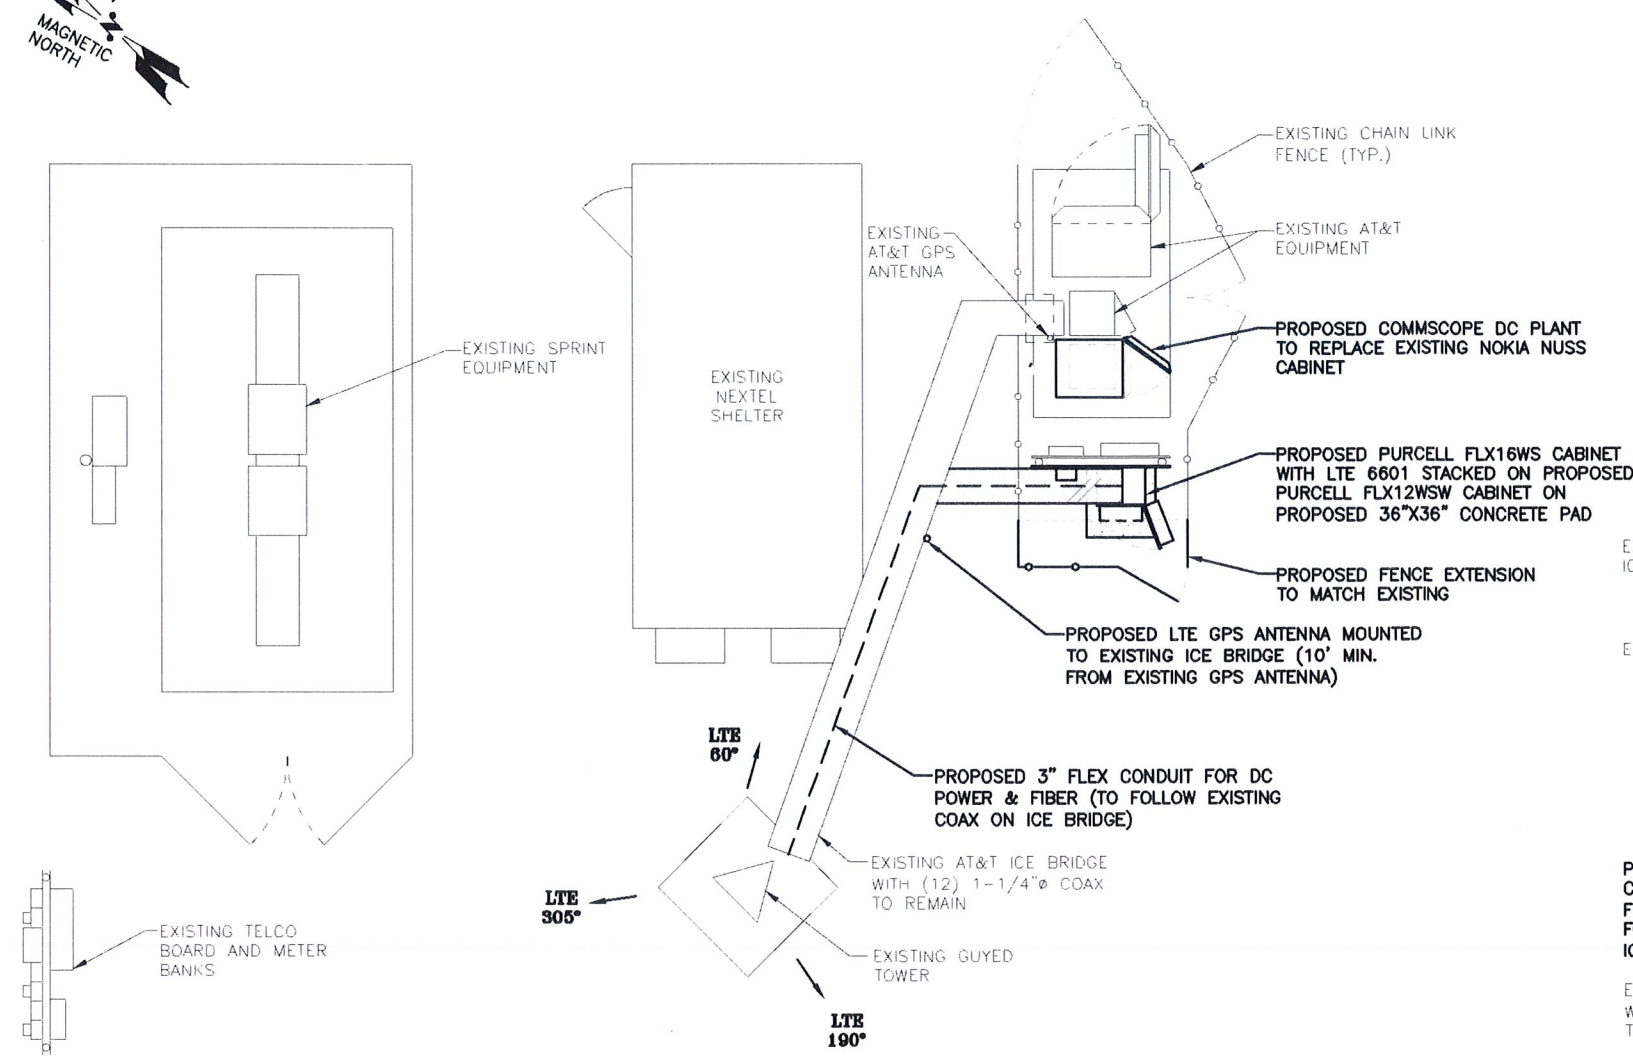 MAGNETIC
NORTH
EXISTING CHAIN LINK
FENCE (TYP.)
EXISTING
AT&T GPS
ANTENNA
EXISTING AT&T
EQUIPMENT
PROPOSED COMMSCOPE DC PLANT
TO REPLACE EXISTING NOKIA NUSS
CABINET
EXISTING SPRINT
EQUIPMENT
EXISTING
NEXTEL
SHELTER
PROPOSED PURCELL FLX16WS CABINET
WITH LTE 6601 STACKED ON PROPOSED
PURCELL FLX12WSW CABINET ON
PROPOSED 36"X36" CONCRETE PAD
PROPOSED FENCE EXTENSION
TO MATCH EXISTING
PROPOSED LTE GPS ANTENNA MOUNTED
TO EXISTING ICE BRIDGE (10' MIN.
FROM EXISTING GPS ANTENNA)
LTE
60°
PROPOSED 3" FLEX CONDUIT FOR DC
POWER & FIBER (TO FOLLOW EXISTING
COAX ON ICE BRIDGE)
EXISTING AT&T ICE BRIDGE
WITH (12) 1-1/4"ø COAX
TO REMAIN
LTE
305°
EXISTING TELCO
BOARD AND METER
BANKS
EXISTING GUYED
TOWER
LTE
190°